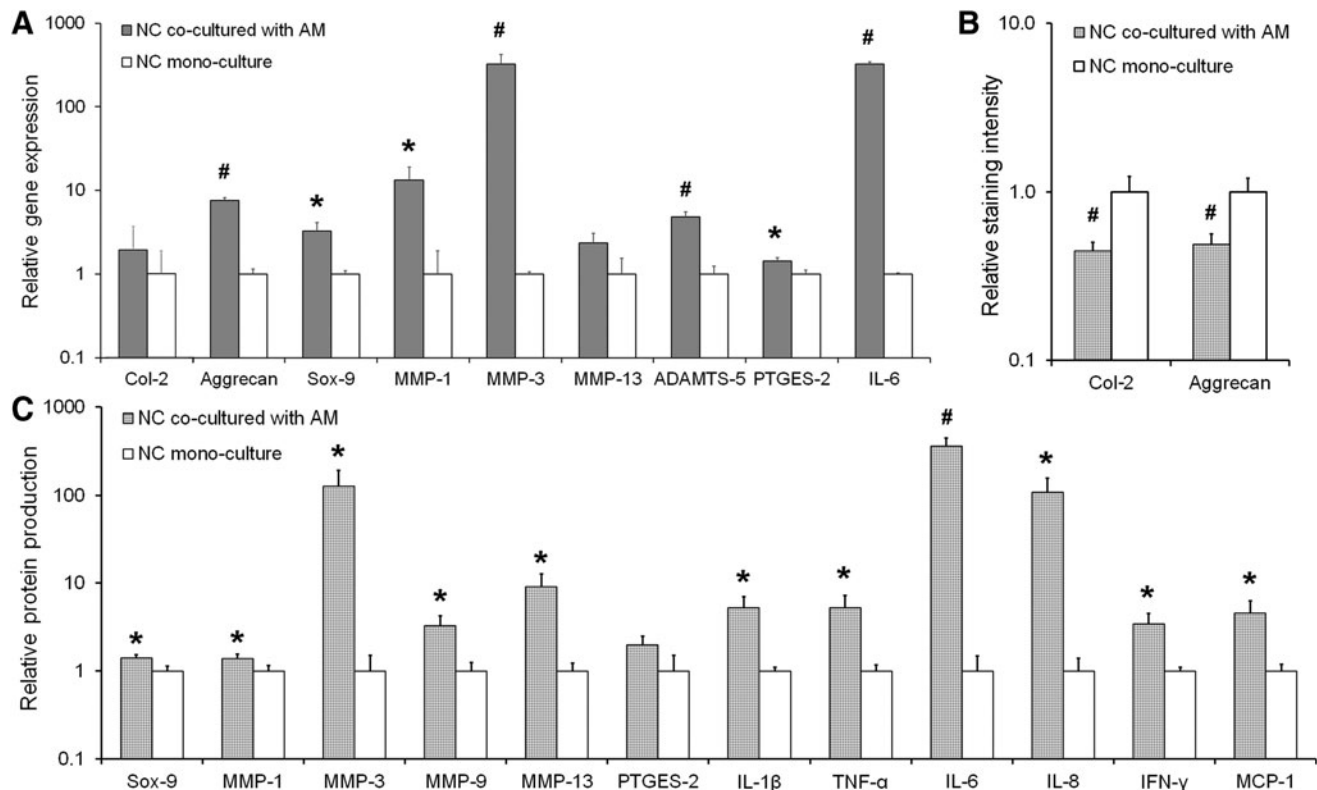 A
NC co-cultured with AM
NC mono-culture
Relative gene expression
1000
100
10
1
0.1
# # #
* * # *
Col-2 Aggrecan Sox-9 MMP-1 MMP-3 MMP-13 ADAMTS-5 PTGES-2 IL-6
B
NC co-cultured with AM
NC mono-culture
Relative staining intensity
10.0
1.0
0.1
# #
Col-2 Aggrecan
C
NC co-cultured with AM
NC mono-culture
Relative protein production
1000
100
10
1
0.1
* * * * * * * # * * *
Sox-9 MMP-1 MMP-3 MMP-9 MMP-13 PTGES-2 IL-1β TNF-α IL-6 IL-8 IFN-γ MCP-1